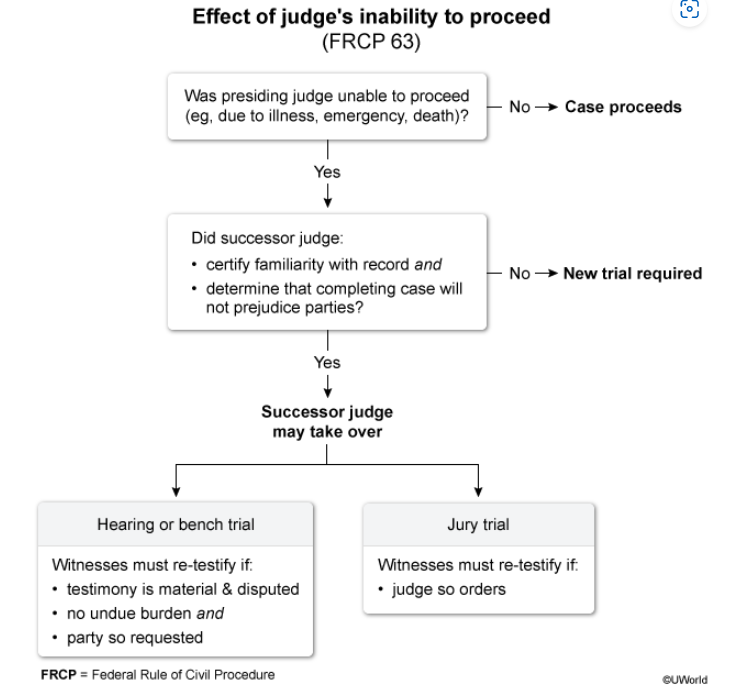 Effect of judge's inability to proceed
(FRCP 63)
Was presiding judge unable to proceed
(eg, due to illness, emergency, death)?
No
Case proceeds
Yes
Did successor judge:
• certify familiarity with record and
• determine that completing case will
not prejudice parties?
No
New trial required
Yes
Successor judge
may take over
Hearing or bench trial
Witnesses must re-testify if:
• testimony is material & disputed
• no undue burden and
• party so requested
Jury trial
Witnesses must re-testify if:
• judge so orders
FRCP = Federal Rule of Civil Procedure
©UWorld